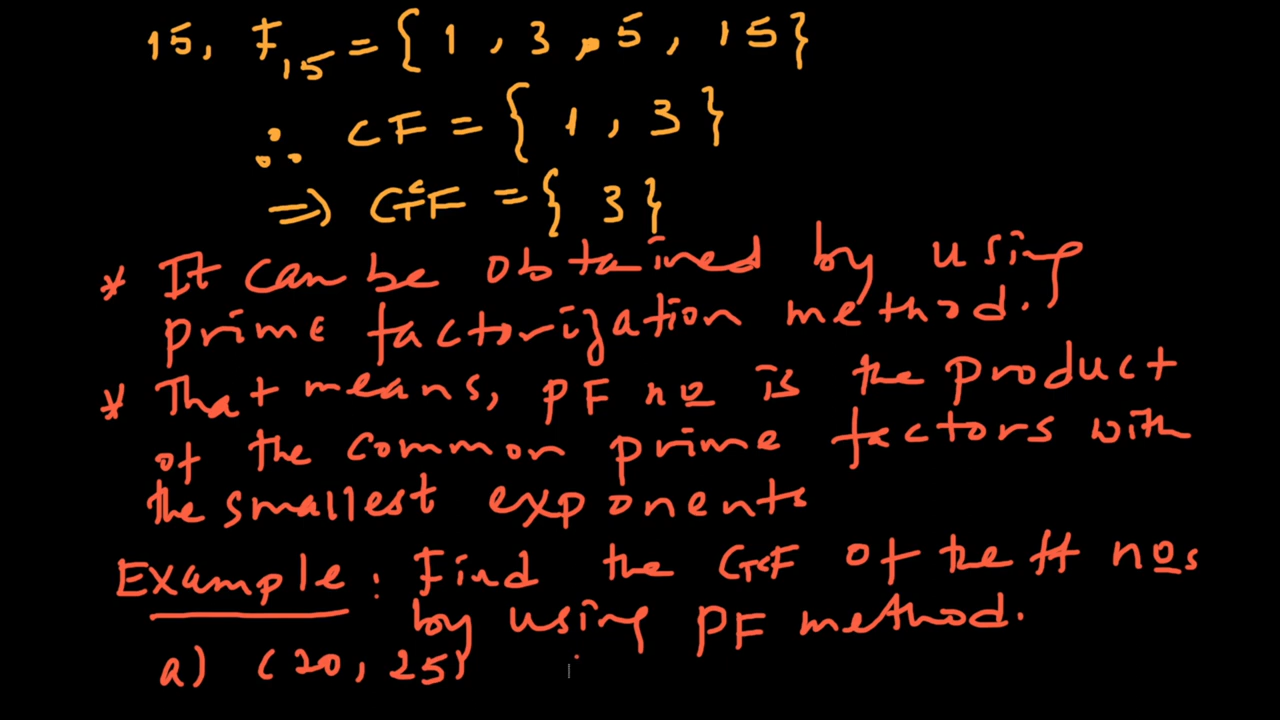 15, F₁₅ = { 1 , 3 , 5 , 15}
∴ CF = { 1 , 3 }
⇒ GCF = { 3 }
* It can be obtained by using
prime factorization method.
* That means, PF no is the product
of the common prime factors with
the smallest exponents
Example : Find the GCF of the ff nos
by using PF method.
a) (20, 25)